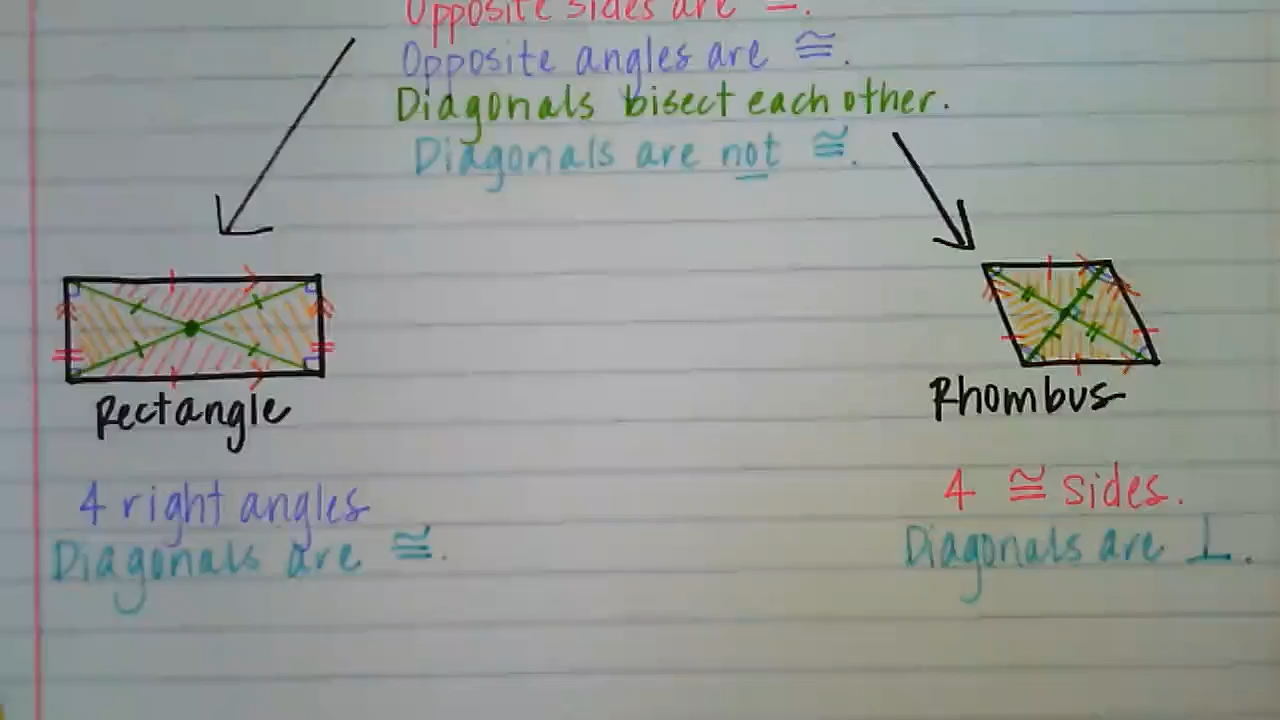 Opposite sides are ≅.
Opposite angles are ≅.
Diagonals bisect each other.
Diagonals are not ≅.
Rectangle
Rhombus
4 right angles
Diagonals are ≅.
4 ≅ sides.
Diagonals are ⊥.